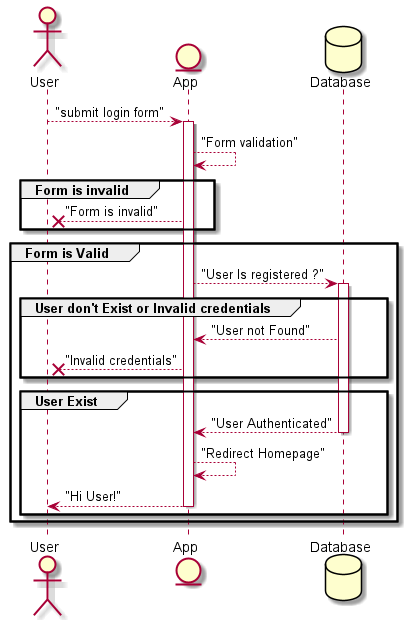 User
App
Database
"submit login form"
"Form validation"
Form is invalid
"Form is invalid"
Form is Valid
"User Is registered ?"
User don't Exist or Invalid credentials
"User not Found"
"Invalid credentials"
User Exist
"User Authenticated"
"Redirect Homepage"
"Hi User!"
User
App
Database